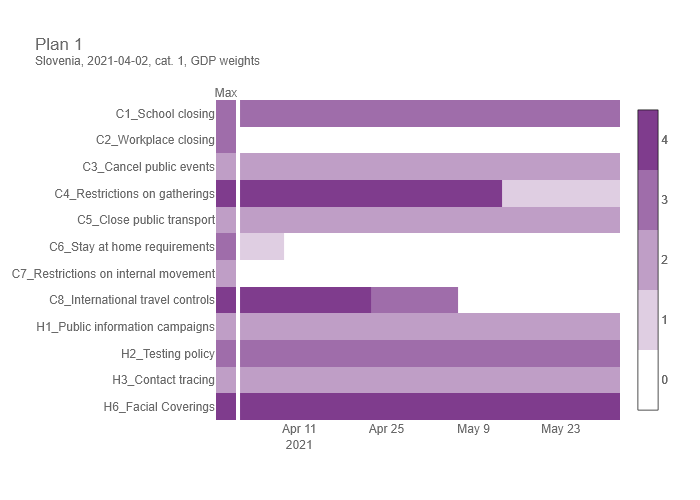 Plan 1
Slovenia, 2021-04-02, cat. 1, GDP weights
Max
C1_School closing
C2_Workplace closing
C3_Cancel public events
C4_Restrictions on gatherings
C5_Close public transport
C6_Stay at home requirements
C7_Restrictions on internal movement
C8_International travel controls
H1_Public information campaigns
H2_Testing policy
H3_Contact tracing
H6_Facial Coverings
Apr 11
2021
Apr 25
May 9
May 23
4
3
2
1
0